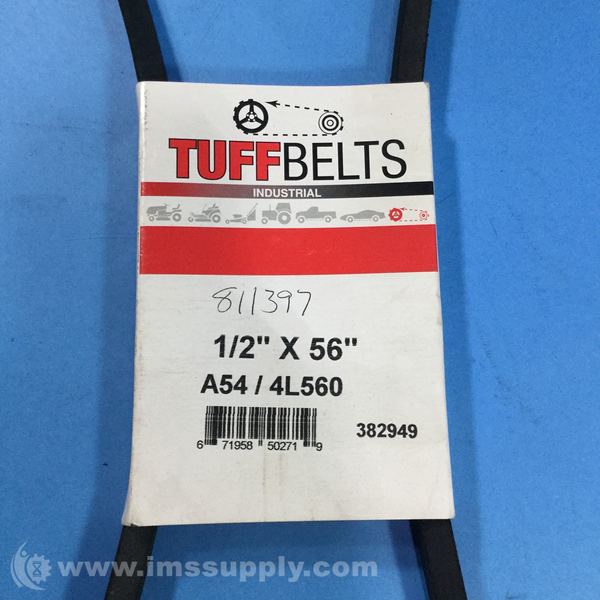 TUFFBELTS
INDUSTRIAL
811397
1/2" X 56"
A54 / 4L560
6 71958 50271 9
382949
www.imssupply.com